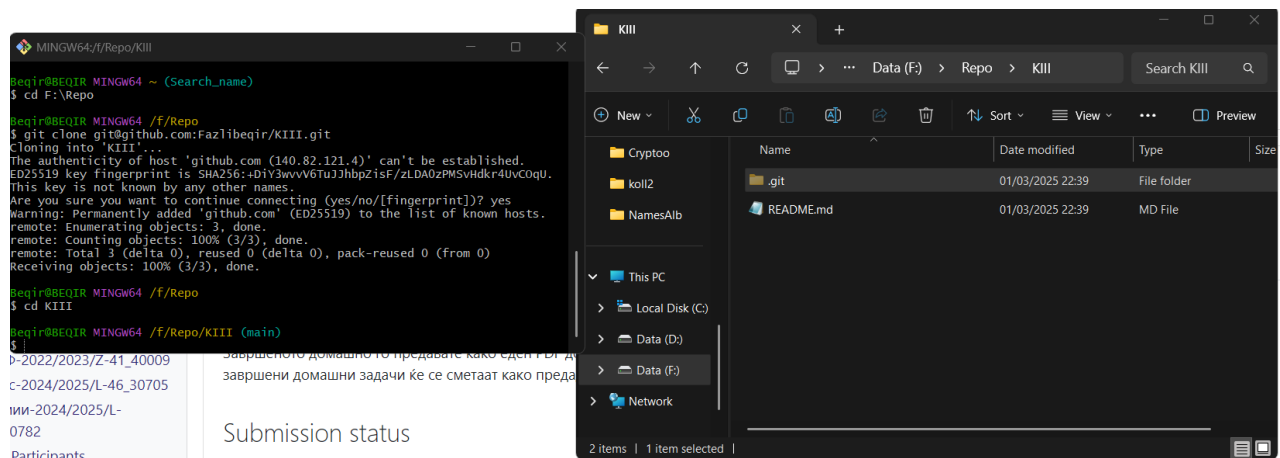 MINGW64:/f/Repo/KIII
Beqir@BEQIR MINGW64 ~ (Search_name)
$ cd F:\Repo
Beqir@BEQIR MINGW64 /f/Repo
$ git clone git@github.com:Fazlibeqir/KIII.git
Cloning into 'KIII'...
The authenticity of host 'github.com (140.82.121.4)' can't be established.
ED25519 key fingerprint is SHA256:+DiY3wvvV6TuJJhbpZisF/zLDA0zPMSvHdkr4UvCOqU.
This key is not known by any other names.
Are you sure you want to continue connecting (yes/no/[fingerprint])? yes
Warning: Permanently added 'github.com' (ED25519) to the list of known hosts.
remote: Enumerating objects: 3, done.
remote: Counting objects: 100% (3/3), done.
remote: Total 3 (delta 0), reused 0 (delta 0), pack-reused 0 (from 0)
Receiving objects: 100% (3/3), done.
Beqir@BEQIR MINGW64 /f/Repo
$ cd KIII
Beqir@BEQIR MINGW64 /f/Repo/KIII (main)
$
-2022/2023/Z-41_40009
с-2024/2025/L-46_30705
ии-2024/2025/L-
0782
Participants
Завршеното домашно го предавате како еден PDF
завршени домашни задачи ќе се сметаат како преда
Submission status
KIII
Data (F:) > Repo > KIII
Search KIII
New
Sort
View
Preview
Cryptoo
koll2
NamesAlb
This PC
Local Disk (C:)
Data (D:)
Data (F:)
Network
Name Date modified Type Size
.git 01/03/2025 22:39 File folder
README.md 01/03/2025 22:39 MD File
2 items | 1 item selected |